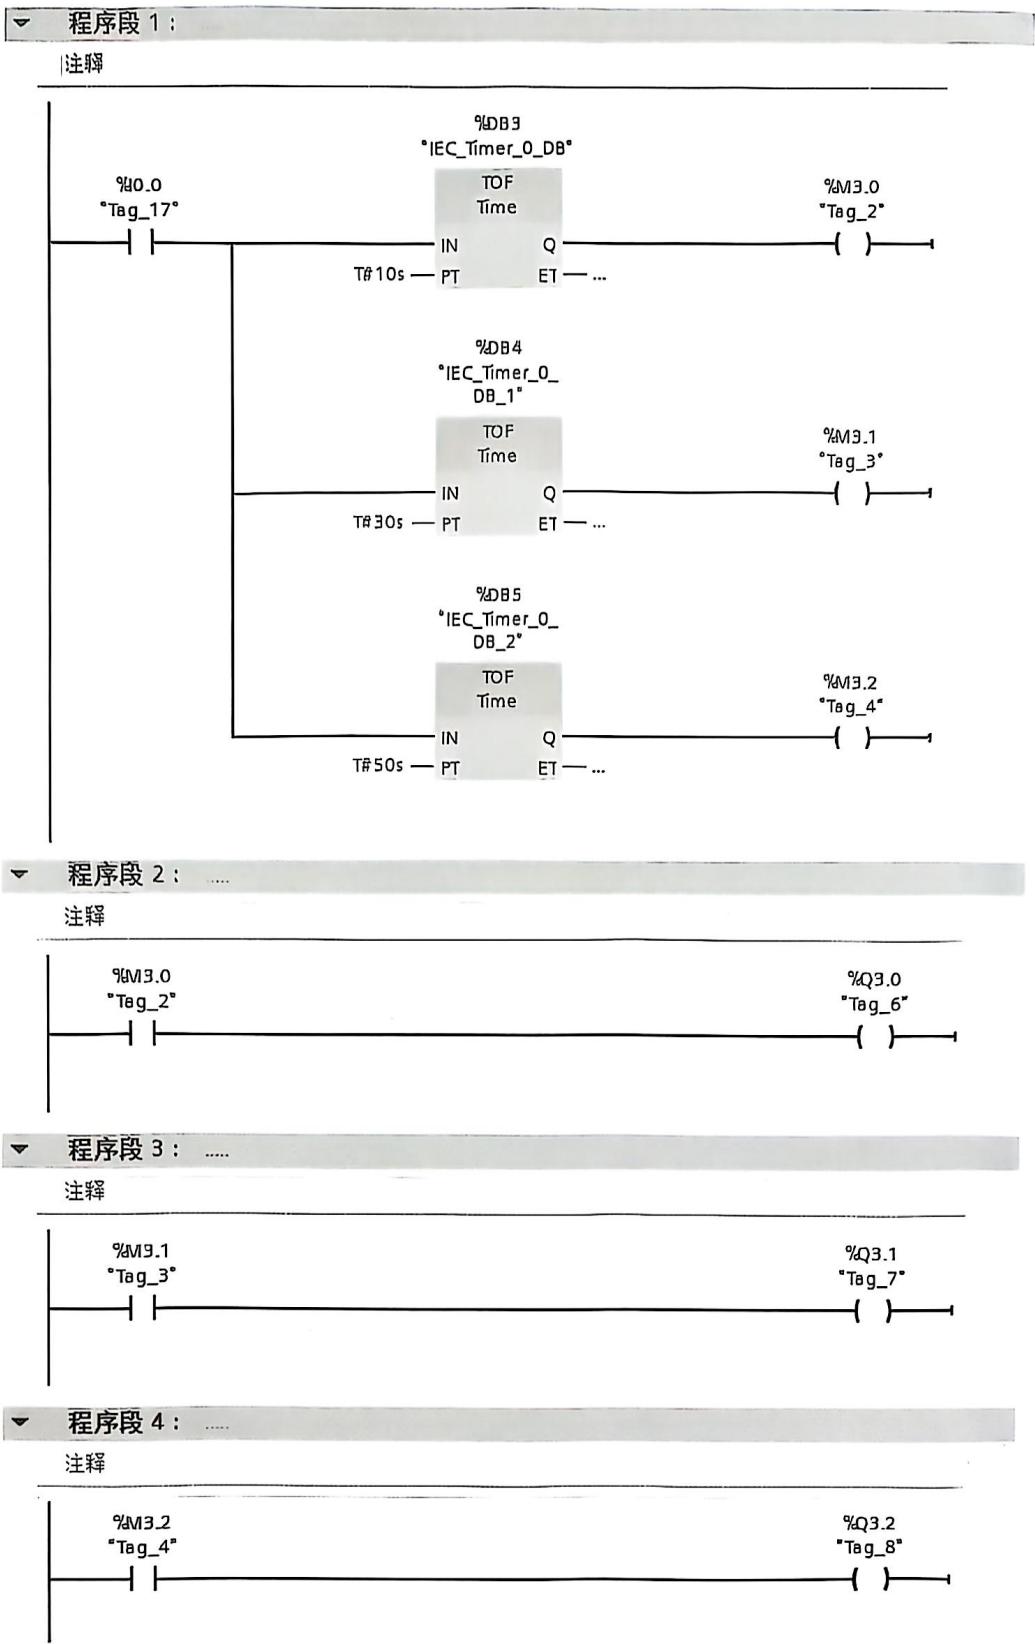 程序段 1：
注释
%DB3
"IEC_Timer_0_DB"
%I0.0
"Tag_17"
TOF
Time
%M3.0
"Tag_2"
IN
Q
T#10s
PT
ET
...
%DB4
"IEC_Timer_0_
DB_1"
TOF
Time
%M3.1
"Tag_3"
IN
Q
T#30s
PT
ET
...
%DB5
"IEC_Timer_0_
DB_2"
TOF
Time
%M3.2
"Tag_4"
IN
Q
T#50s
PT
ET
...
程序段 2： .....
注释
%M3.0
"Tag_2"
%Q3.0
"Tag_6"
程序段 3： .....
注释
%M3.1
"Tag_3"
%Q3.1
"Tag_7"
程序段 4： .....
注释
%M3.2
"Tag_4"
%Q3.2
"Tag_8"